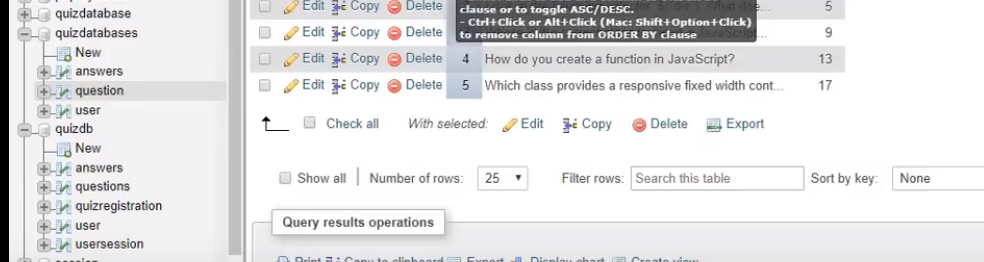 quizdatabase
quizdatabases
New
answers
question
user
quizdb
New
answers
questions
quizregistration
user
usersession
Edit Copy Delete 5
clause or to toggle ASC/DESC.
- Ctrl+Click or Alt+Click (Mac: Shift+Option+Click)
to remove column from ORDER BY clause
Edit Copy Delete 9
Edit Copy Delete 4 How do you create a function in JavaScript? 13
Edit Copy Delete 5 Which class provides a responsive fixed width cont... 17
Check all With selected: Edit Copy Delete Export
Show all Number of rows: 25 Filter rows: Search this table Sort by key: None
Query results operations
Print Copy to clipboard Export Display chart Create view